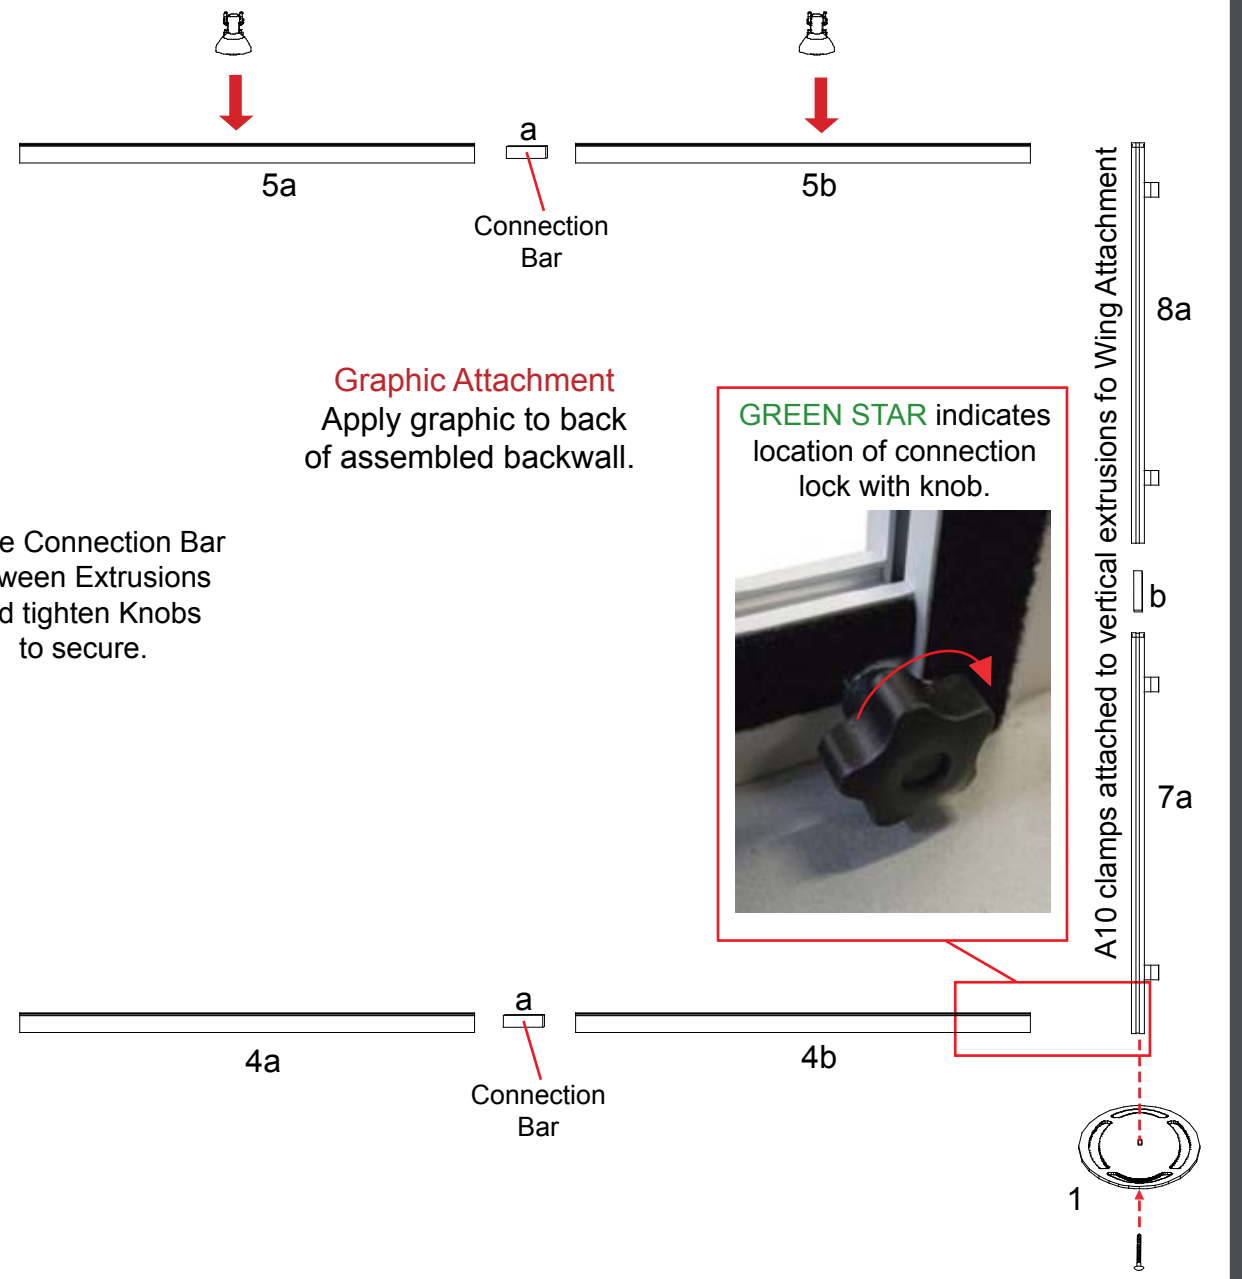 a
5a
5b
Connection
Bar
Graphic Attachment
Apply graphic to back
of assembled backwall.
GREEN STAR indicates
location of connection
lock with knob.
e Connection Bar
ween Extrusions
d tighten Knobs
to secure.
A10 clamps attached to vertical extrusions fo Wing Attachment
8a
b
7a
a
4a
4b
Connection
Bar
1